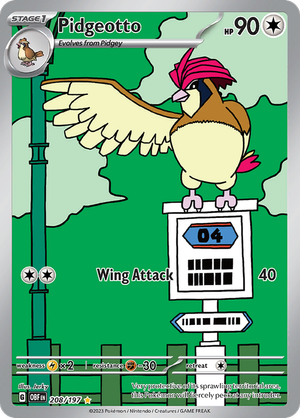 STAGE 1
Pidgeotto
HP 90
Evolves from Pidgey
04
Wing Attack 40
weakness ×2 resistance -30 retreat
Illus. Jerky
G OBF EN 208/197
Very protective of its sprawling territorial area,
this Pokémon will fiercely peck at any intruder.
©2023 Pokémon / Nintendo / Creatures / GAME FREAK